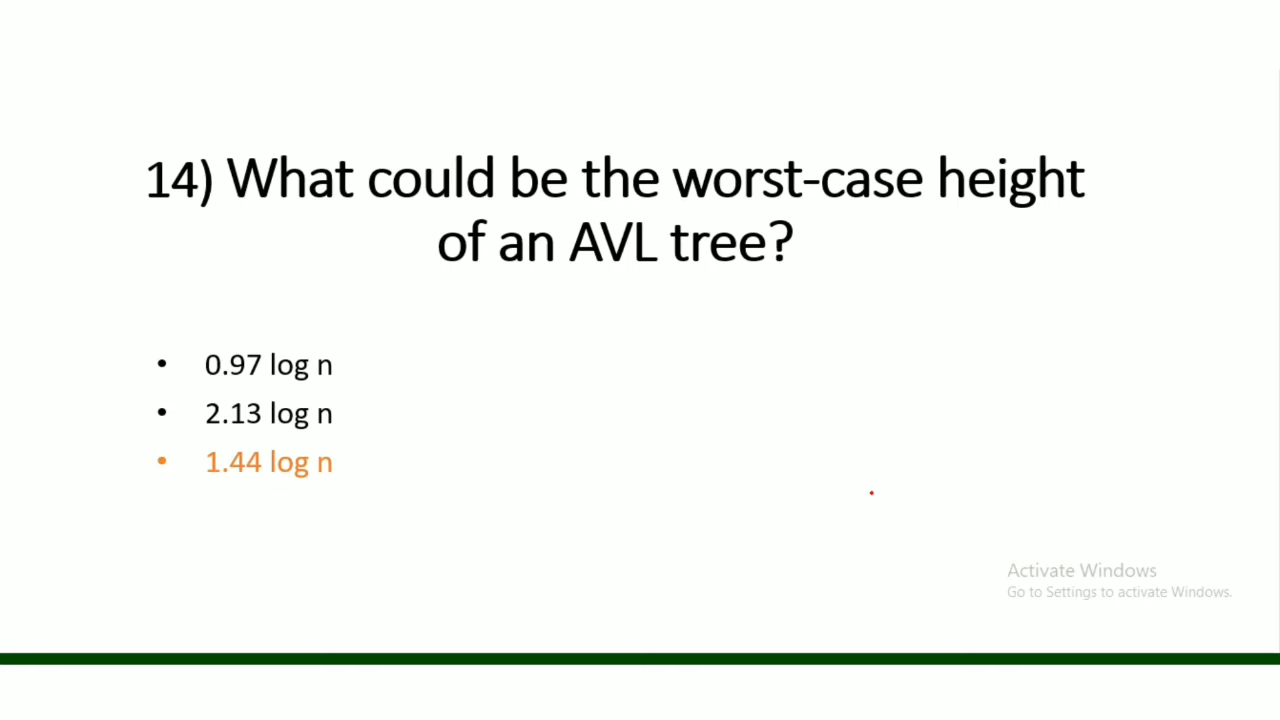 14) What could be the worst-case height
of an AVL tree?
• 0.97 log n
• 2.13 log n
• 1.44 log n
Activate Windows
Go to Settings to activate Windows.